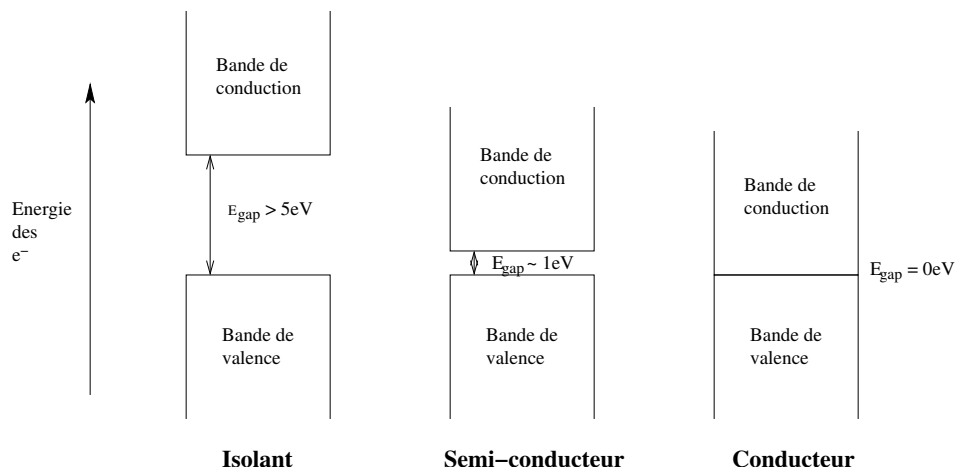 Bande de
conduction
Energie
des
e⁻
E_gap > 5eV
Bande de
valence
Isolant
Bande de
conduction
E_gap ~ 1eV
Bande de
valence
Semi−conducteur
Bande de
conduction
E_gap = 0eV
Bande de
valence
Conducteur